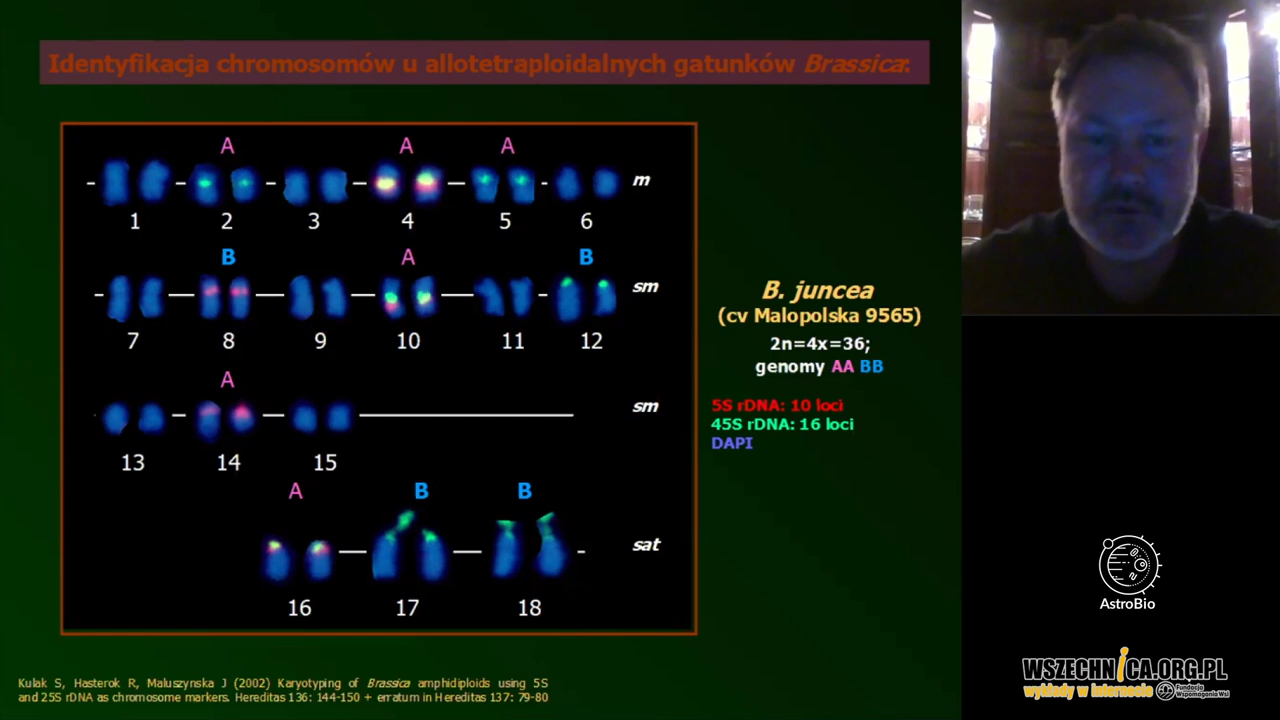 Identyfikacja chromosomów u allotetraploidalnych gatunków Brassica:
A A A
m
1 2 3 4 5 6
B A B
sm
7 8 9 10 11 12
A
sm
13 14 15
A B B
sat
16 17 18
B. juncea
(cv Malopolska 9565)
2n=4x=36;
genomy AA BB
5S rDNA: 10 loci
45S rDNA: 16 loci
DAPI
Kulak S, Hasterok R, Maluszynska J (2002) Karyotyping of Brassica amphidiploids using 5S
and 25S rDNA as chromosome markers. Hereditas 136: 144-150 + erratum in Hereditas 137: 79-80
AstroBio
WSZECHNICA.ORG.PL
wykłady w internecie
Fundacja
Wspomagania Wsi